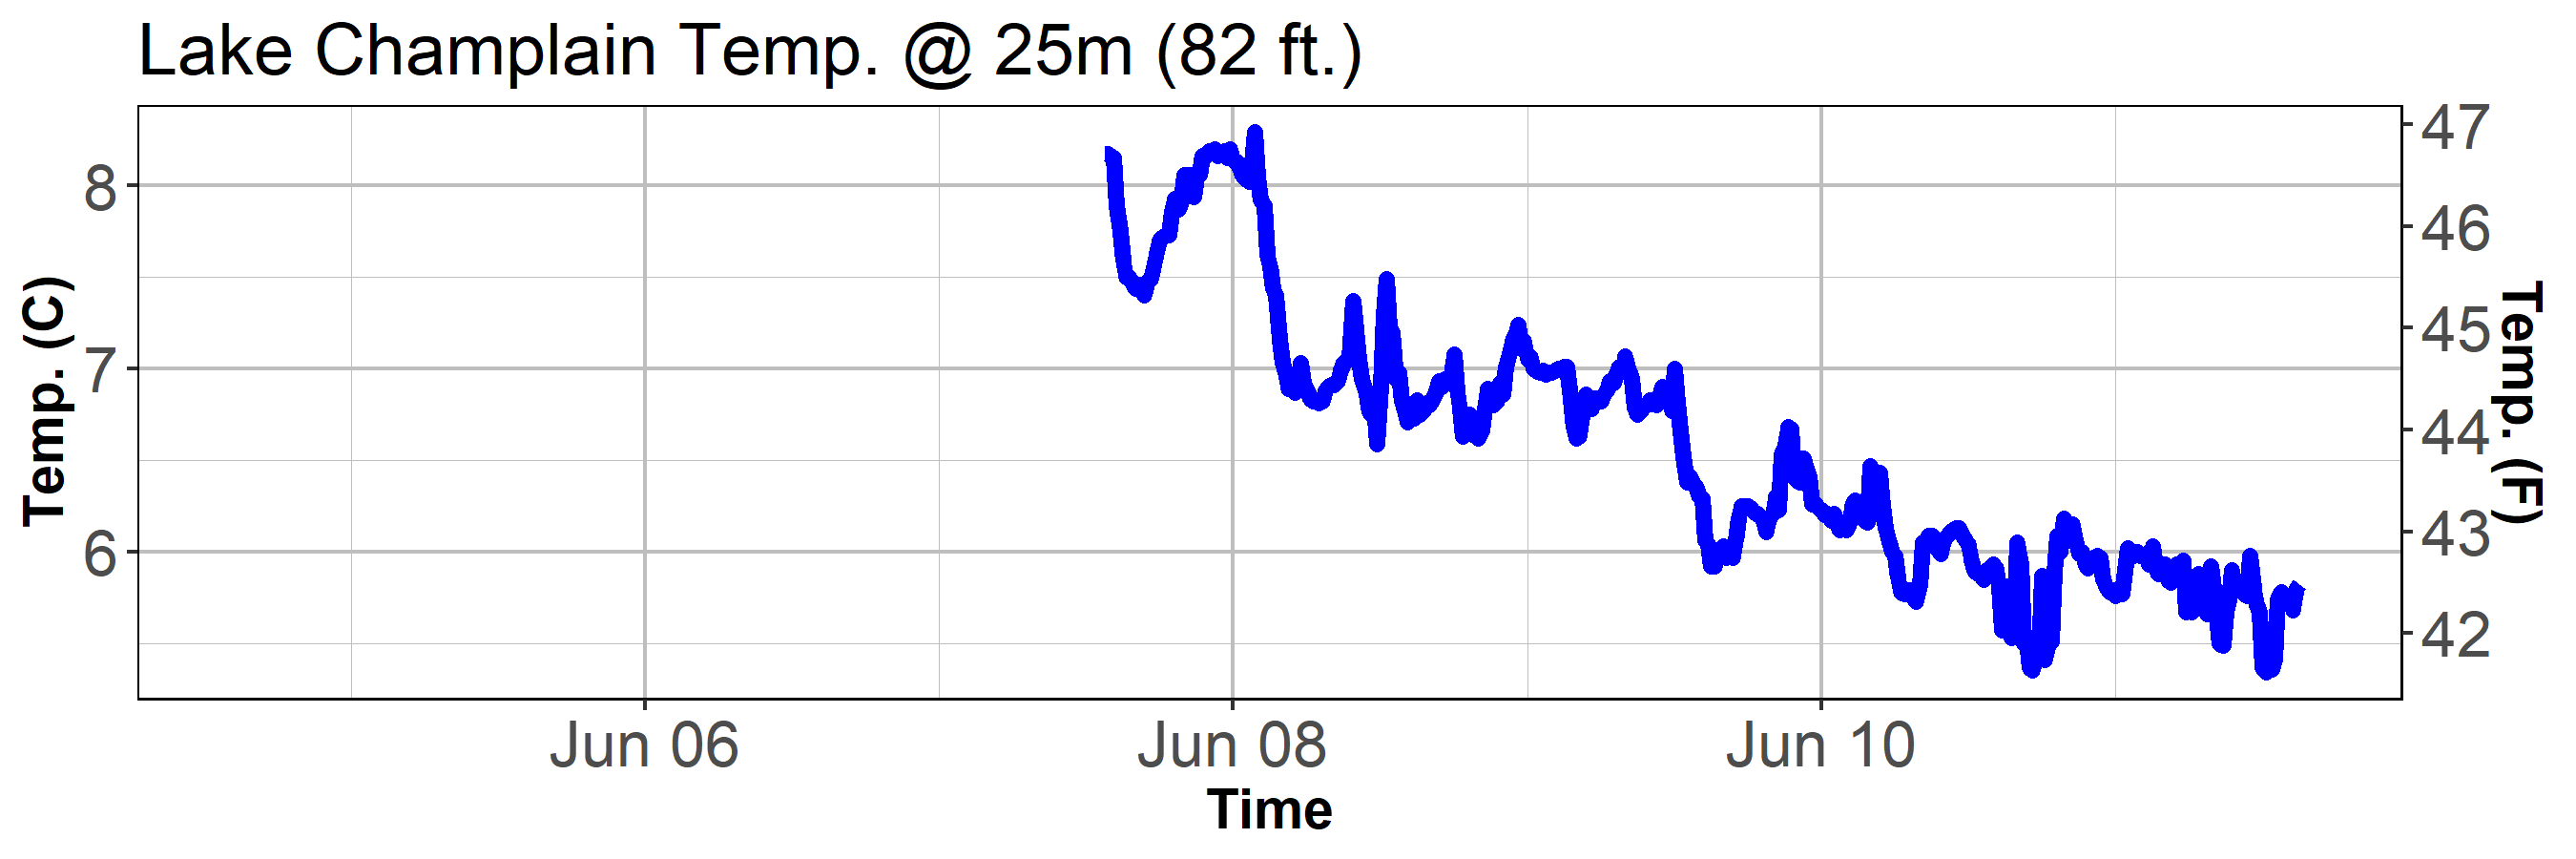 Lake Champlain Temp. @ 25m (82 ft.)
Temp. (C)
8
7
6
47
46
45
44
43
42
Temp. (F)
Jun 06
Jun 08
Jun 10
Time